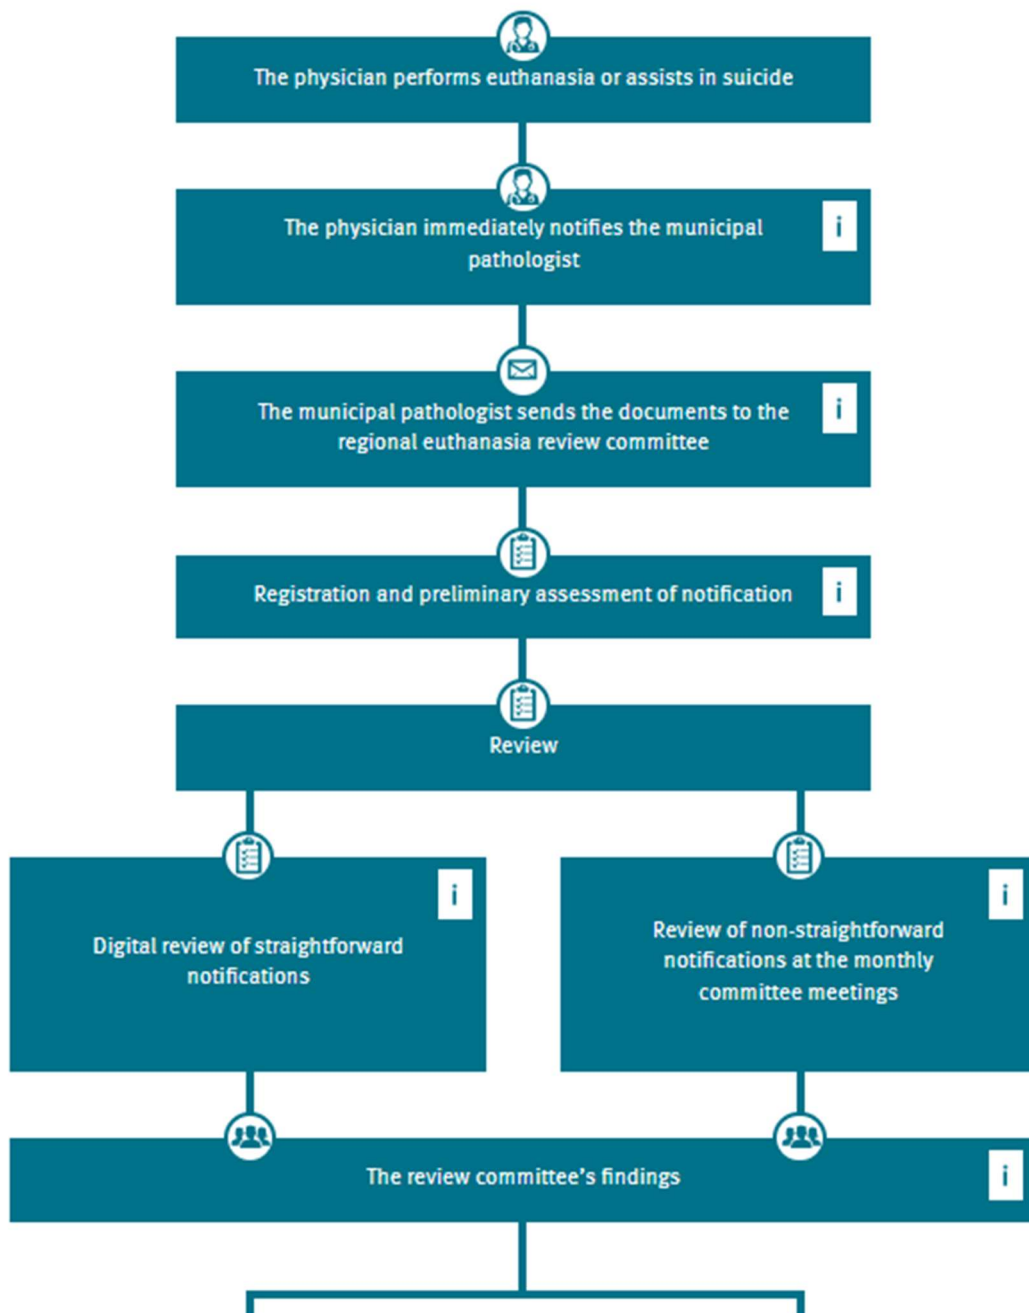 The physician performs euthanasia or assists in suicide
The physician immediately notifies the municipal
pathologist
i
The municipal pathologist sends the documents to the
regional euthanasia review committee
i
Registration and preliminary assessment of notification
i
Review
Digital review of straightforward
notifications
i
Review of non-straightforward
notifications at the monthly
committee meetings
i
The review committee's findings
i